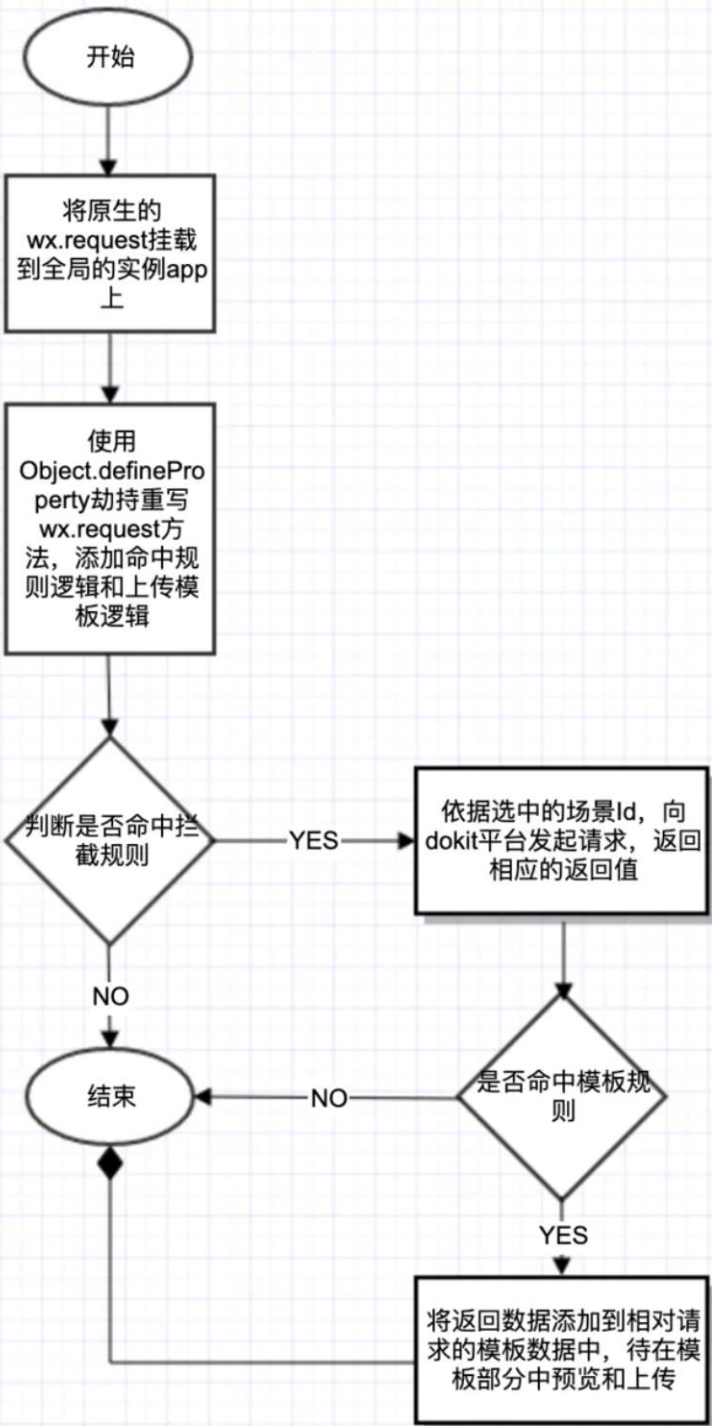 开始
将原生的
wx.request挂载
到全局的实例app
上
使用
Object.definePro
perty劫持重写
wx.request方
法，添加命中规
则逻辑和上传模
板逻辑
判断是否命中拦
截规则
YES
依据选中的场景Id，向
dokit平台发起请求，返回
相应的返回值
NO
结束
NO
是否命中模板规
则
YES
将返回数据添加到相对请
求的模板数据中，待在模
板部分中预览和上传